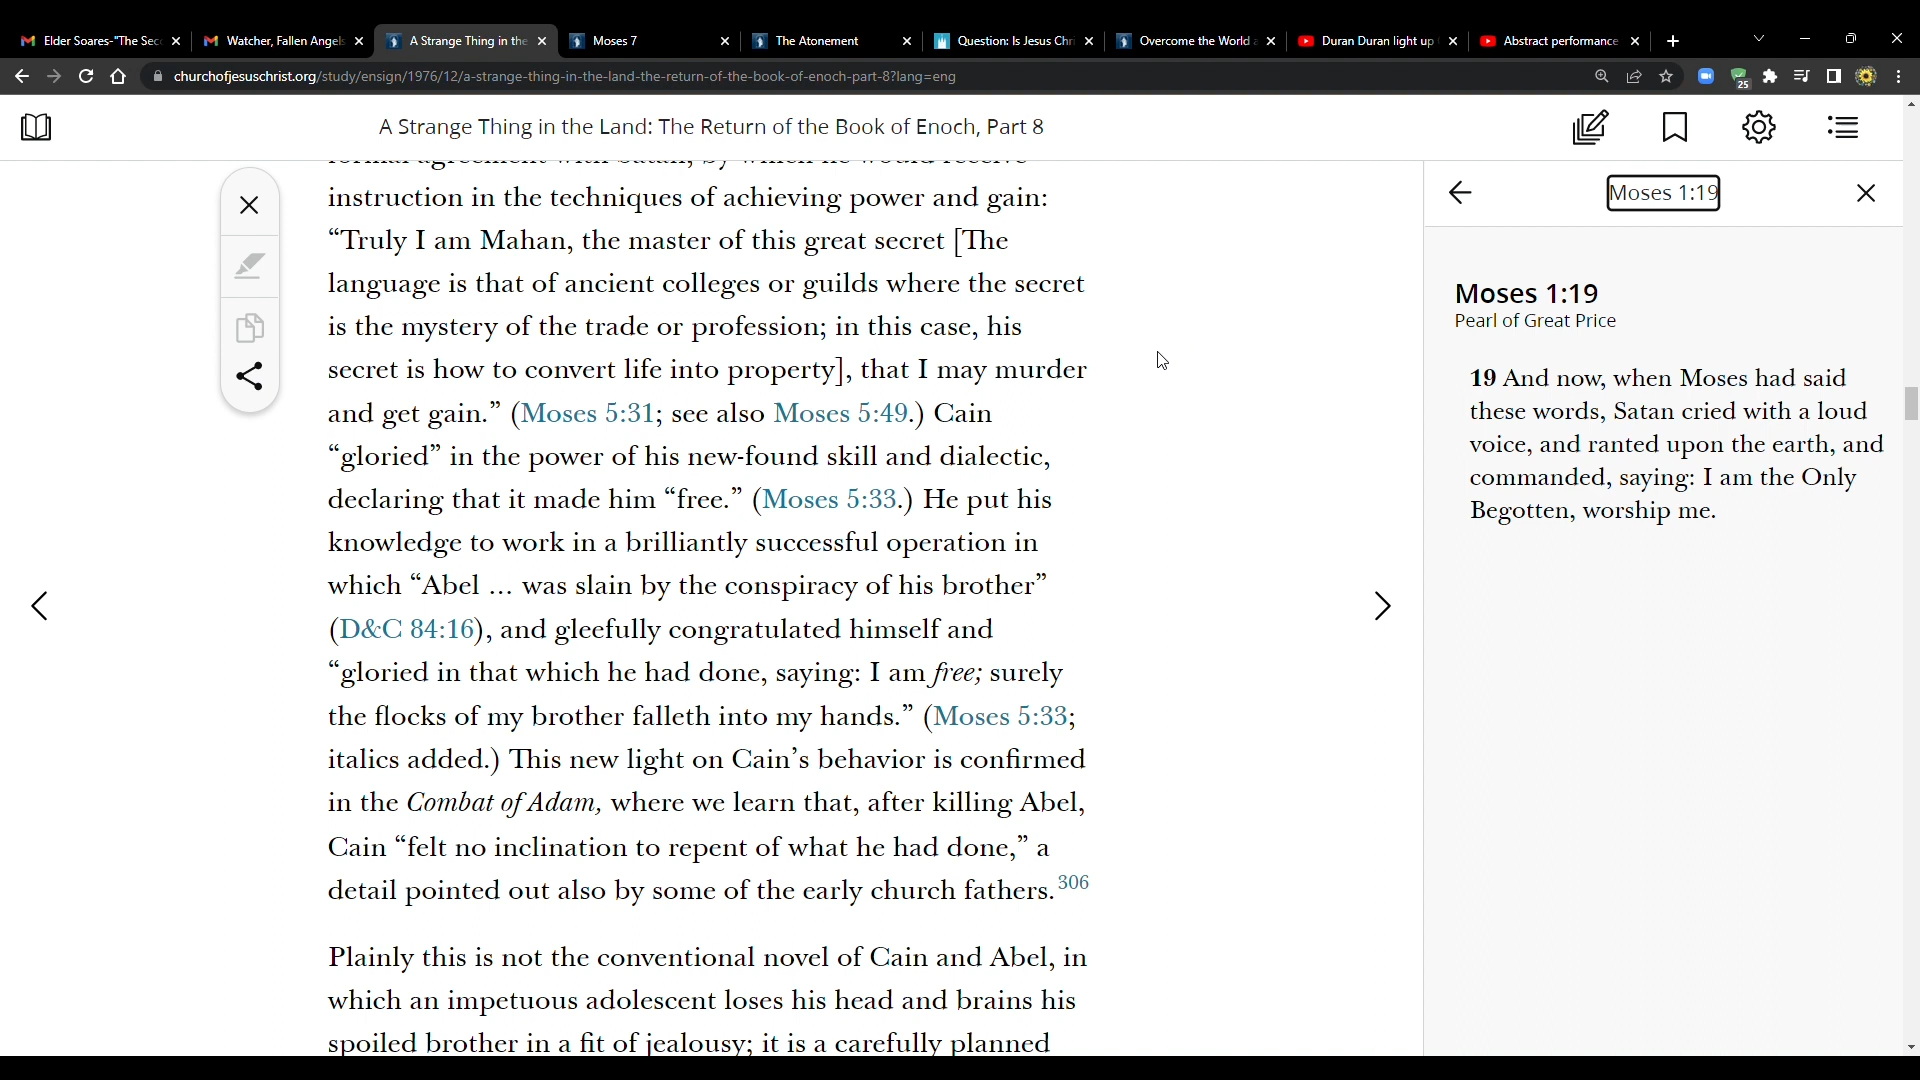 Elder Soares-"The Sec
Watcher, Fallen Angels
A Strange Thing in the
Moses 7
The Atonement
Question: Is Jesus Chri
Overcome the World a
Duran Duran light up
Abstract performance
churchofjesuschrist.org/study/ensign/1976/12/a-strange-thing-in-the-land-the-return-of-the-book-of-enoch-part-8?lang=eng
25
A Strange Thing in the Land: The Return of the Book of Enoch, Part 8
formal agreement with Satan, by which he would receive
instruction in the techniques of achieving power and gain:
“Truly I am Mahan, the master of this great secret [The
language is that of ancient colleges or guilds where the secret
is the mystery of the trade or profession; in this case, his
secret is how to convert life into property], that I may murder
and get gain.” (Moses 5:31; see also Moses 5:49.) Cain
“gloried” in the power of his new-found skill and dialectic,
declaring that it made him “free.” (Moses 5:33.) He put his
knowledge to work in a brilliantly successful operation in
which “Abel … was slain by the conspiracy of his brother”
(D&C 84:16), and gleefully congratulated himself and
“gloried in that which he had done, saying: I am free; surely
the flocks of my brother falleth into my hands.” (Moses 5:33;
italics added.) This new light on Cain’s behavior is confirmed
in the Combat of Adam, where we learn that, after killing Abel,
Cain “felt no inclination to repent of what he had done,” a
detail pointed out also by some of the early church fathers.306
Plainly this is not the conventional novel of Cain and Abel, in
which an impetuous adolescent loses his head and brains his
spoiled brother in a fit of jealousy; it is a carefully planned
Moses 1:19
Moses 1:19
Pearl of Great Price
19 And now, when Moses had said
these words, Satan cried with a loud
voice, and ranted upon the earth, and
commanded, saying: I am the Only
Begotten, worship me.